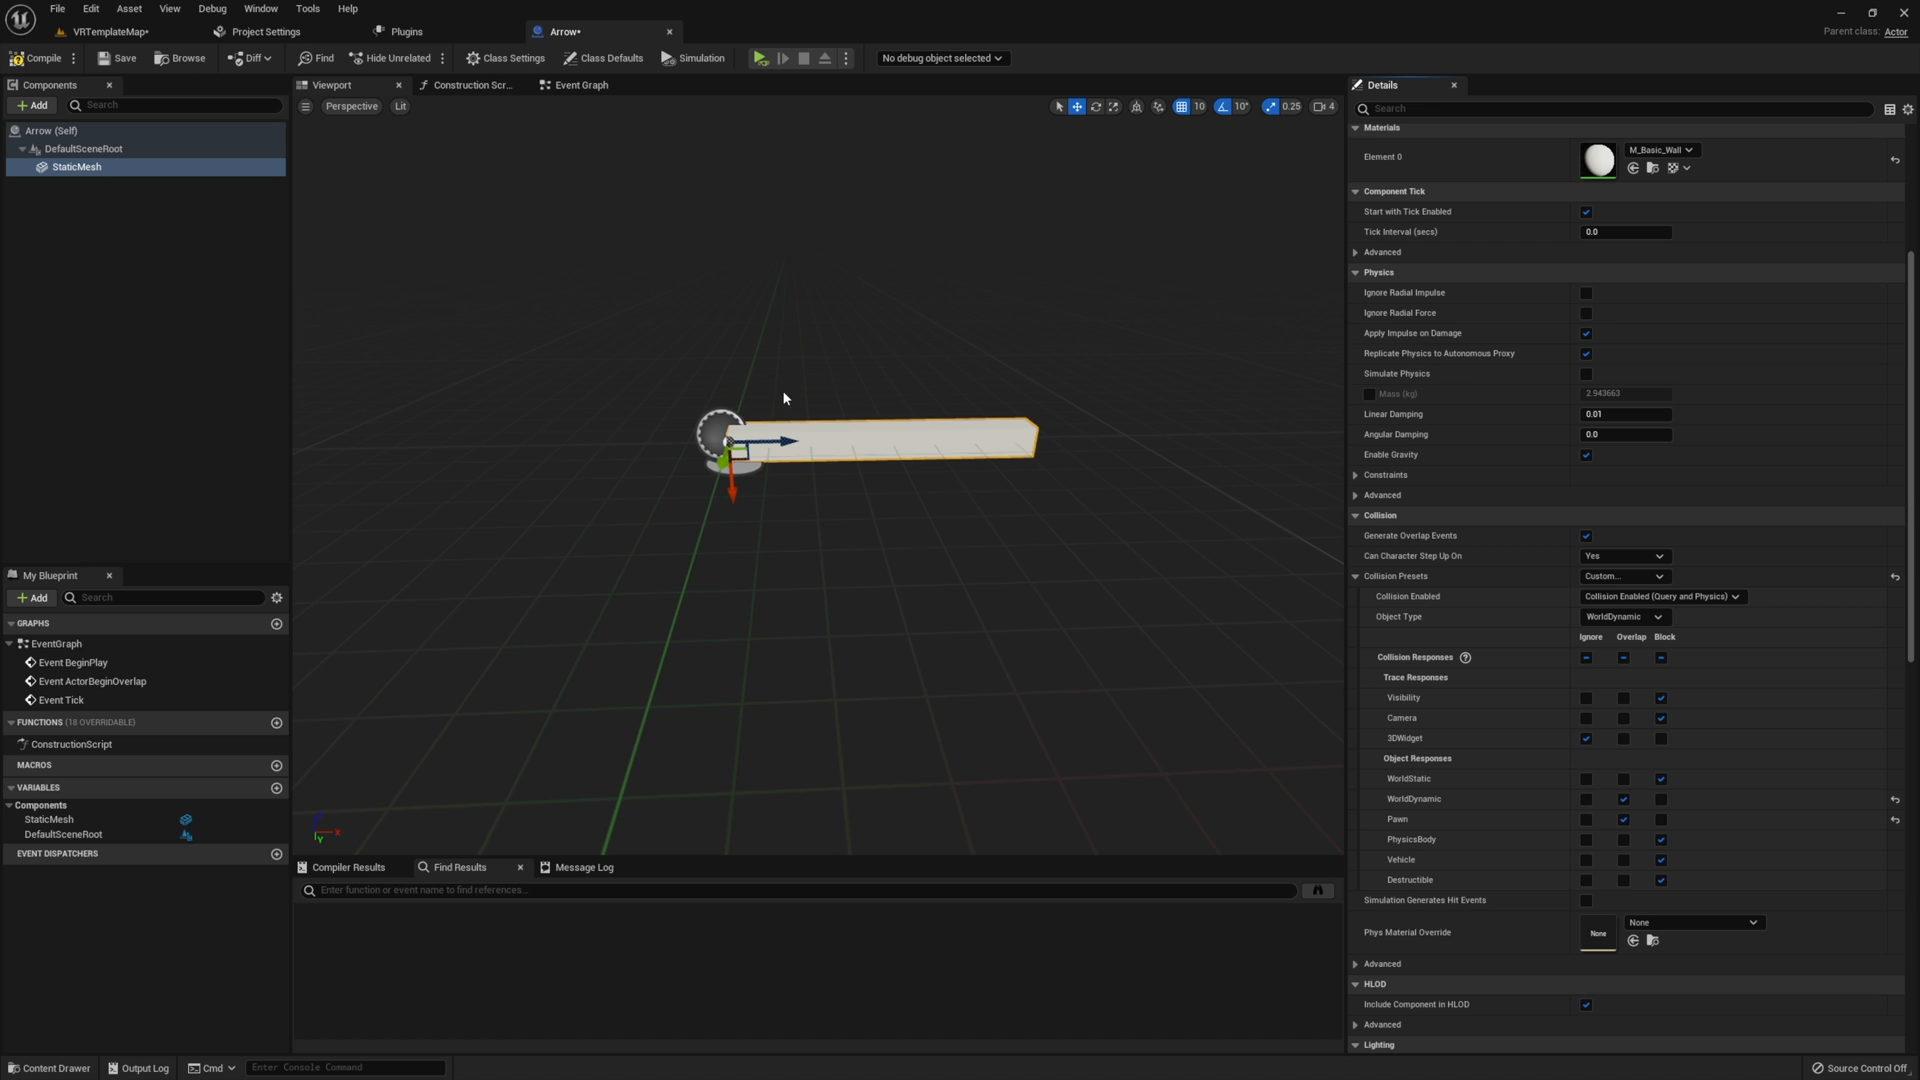 File Edit Asset View Debug Window Tools Help
VRTemplateMap* Project Settings Plugins Arrow* Parent class: Actor
Compile Save Browse Diff Find Hide Unrelated Class Settings Class Defaults Simulation No debug object selected
Components
Add Search
Arrow (Self)
DefaultSceneRoot
StaticMesh
My Blueprint
Add Search
GRAPHS
EventGraph
Event BeginPlay
Event ActorBeginOverlap
Event Tick
FUNCTIONS (18 OVERRIDABLE)
ConstructionScript
MACROS
VARIABLES
Components
StaticMesh
DefaultSceneRoot
EVENT DISPATCHERS
Viewport Construction Scr... Event Graph
Perspective Lit 10 10° 0.25 4
X
Y
Compiler Results Find Results Message Log
Enter function or event name to find references...
Details
Search
Materials
Element 0 M_Basic_Wall
Component Tick
Start with Tick Enabled
Tick Interval (secs) 0.0
Advanced
Physics
Ignore Radial Impulse
Ignore Radial Force
Apply Impulse on Damage
Replicate Physics to Autonomous Proxy
Simulate Physics
Mass (kg) 2.943663
Linear Damping 0.01
Angular Damping 0.0
Enable Gravity
Constraints
Advanced
Collision
Generate Overlap Events
Can Character Step Up On Yes
Collision Presets Custom...
Collision Enabled Collision Enabled (Query and Physics)
Object Type WorldDynamic
Ignore Overlap Block
Collision Responses
Trace Responses
Visibility
Camera
3DWidget
Object Responses
WorldStatic
WorldDynamic
Pawn
PhysicsBody
Vehicle
Destructible
Simulation Generates Hit Events
Phys Material Override None None
Advanced
HLOD
Include Component in HLOD
Advanced
Lighting
Content Drawer Output Log Cmd Enter Console Command Source Control Off